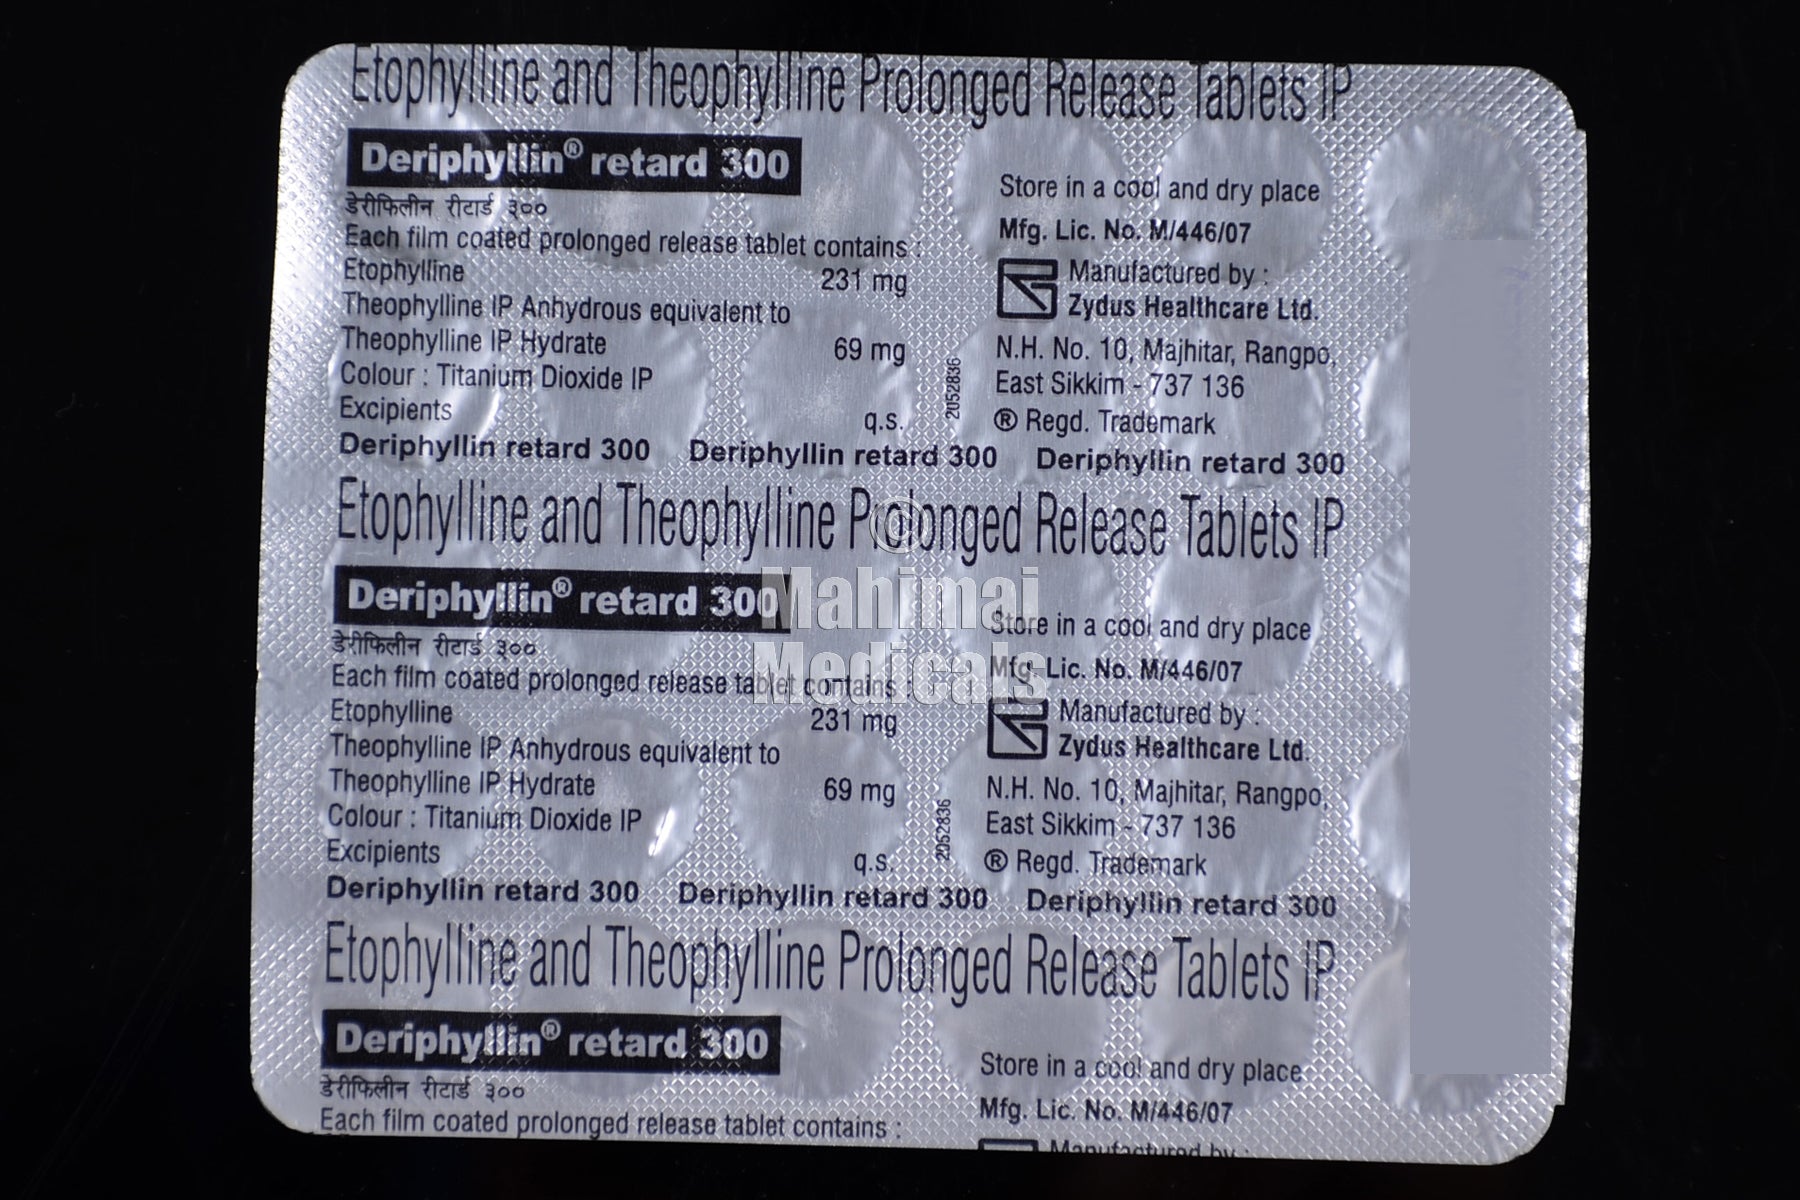 Etophylline and Theophylline Prolonged Release Tablets IP
Deriphyllin® retard 300
डेरीफिलीन रीटार्ड ३००
Each film coated prolonged release tablet contains :
Etophylline 231 mg
Theophylline IP Anhydrous equivalent to
Theophylline IP Hydrate 69 mg
Colour : Titanium Dioxide IP
Excipients q.s.
2052836
Store in a cool and dry place
Mfg. Lic. No. M/446/07
Manufactured by :
Zydus Healthcare Ltd.
N.H. No. 10, Majhitar, Rangpo,
East Sikkim - 737 136
® Regd. Trademark
Deriphyllin retard 300 Deriphyllin retard 300 Deriphyllin retard 300
Etophylline and Theophylline Prolonged Release Tablets IP
©
Mahimai
Medicals
Deriphyllin® retard 300
डेरीफिलीन रीटार्ड ३००
Each film coated prolonged release tablet contains :
Etophylline 231 mg
Theophylline IP Anhydrous equivalent to
Theophylline IP Hydrate 69 mg
Colour : Titanium Dioxide IP
Excipients q.s.
2052836
Store in a cool and dry place
Mfg. Lic. No. M/446/07
Manufactured by :
Zydus Healthcare Ltd.
N.H. No. 10, Majhitar, Rangpo,
East Sikkim - 737 136
® Regd. Trademark
Deriphyllin retard 300 Deriphyllin retard 300 Deriphyllin retard 300
Etophylline and Theophylline Prolonged Release Tablets IP
Deriphyllin® retard 300
डेरीफिलीन रीटार्ड ३००
Each film coated prolonged release tablet contains :
Store in a cool and dry place
Mfg. Lic. No. M/446/07
Manufactured by :